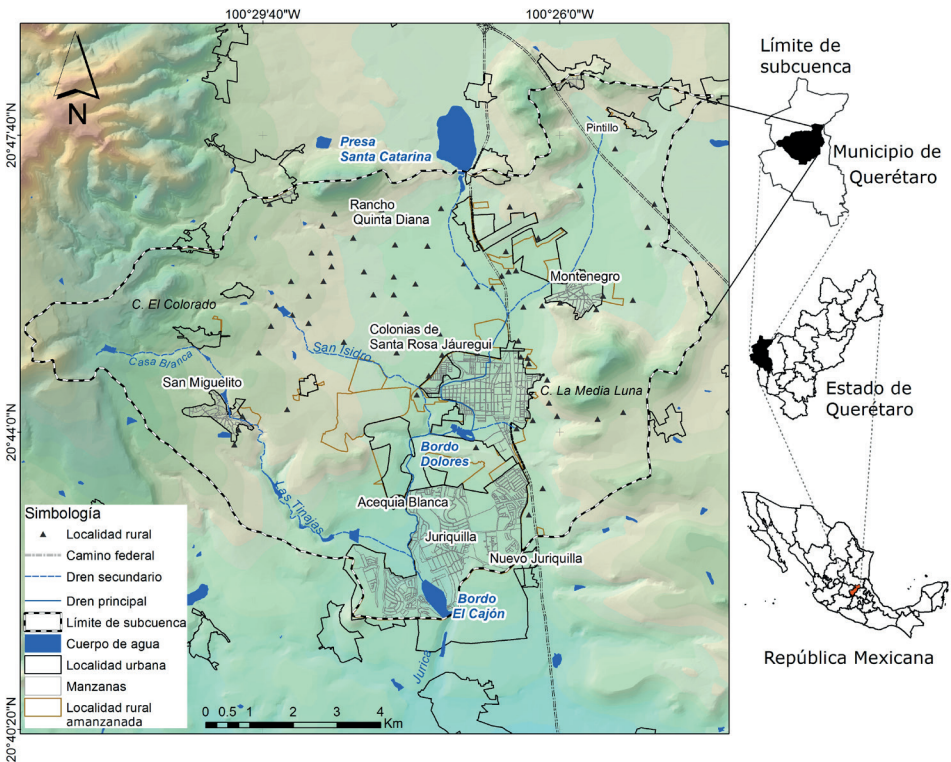 100°29'40"W
100°26'0"W
20°47'40"N
20°44'0"N
20°40'20"N
N
Presa
Santa Catarina
Pintillo
Rancho
Quinta Diana
Montenegro
C. El Colorado
Colonias de
Santa Rosa Jáuregui
San Isidro
Casa Blanca
San Miguelito
C. La Media Luna
Bordo
Dolores
Las Tinajas
Acequia Blanca
Juriquilla
Nuevo Juriquilla
Bordo
El Cajón
Jurica
Simbología
Localidad rural
Camino federal
Dren secundario
Dren principal
Límite de subcuenca
Cuerpo de agua
Localidad urbana
Manzanas
Localidad rural
amanzanada
0 0.5 1 2 3 4
Km
Límite de
subcuenca
Municipio de
Querétaro
Estado de
Querétaro
República Mexicana